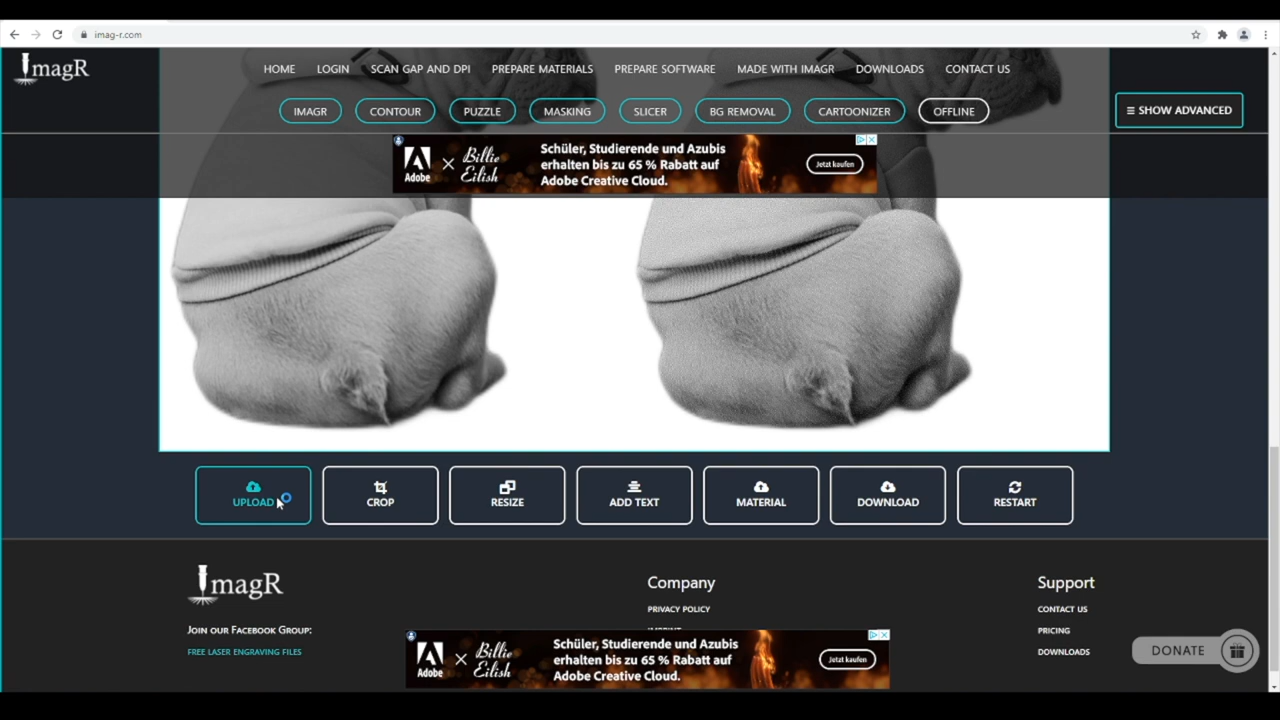 imag-r.com
ImagR
HOME LOGIN SCAN GAP AND DPI PREPARE MATERIALS PREPARE SOFTWARE MADE WITH IMAGR DOWNLOADS CONTACT US
IMAGR CONTOUR PUZZLE MASKING SLICER BG REMOVAL CARTOONIZER OFFLINE
☰ SHOW ADVANCED
Adobe × Billie Eilish
Schüler, Studierende und Azubis
erhalten bis zu 65 % Rabatt auf
Adobe Creative Cloud.
Jetzt kaufen
UPLOAD CROP RESIZE ADD TEXT MATERIAL DOWNLOAD RESTART
ImagR
Join our Facebook Group:
FREE LASER ENGRAVING FILES
Company
PRIVACY POLICY
Support
CONTACT US
PRICING
DOWNLOADS
Adobe × Billie Eilish
Schüler, Studierende und Azubis
erhalten bis zu 65 % Rabatt auf
Adobe Creative Cloud.
Jetzt kaufen
DONATE